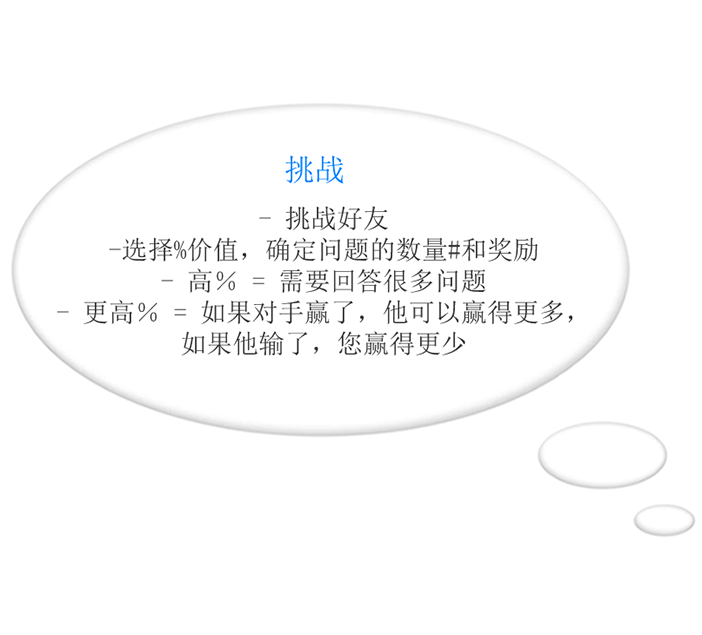 挑战
- 挑战好友
-选择%价值，确定问题的数量#和奖励
- 高% = 需要回答很多问题
- 更高% = 如果对手赢了，他可以赢得更多，
如果他输了，您赢得更少